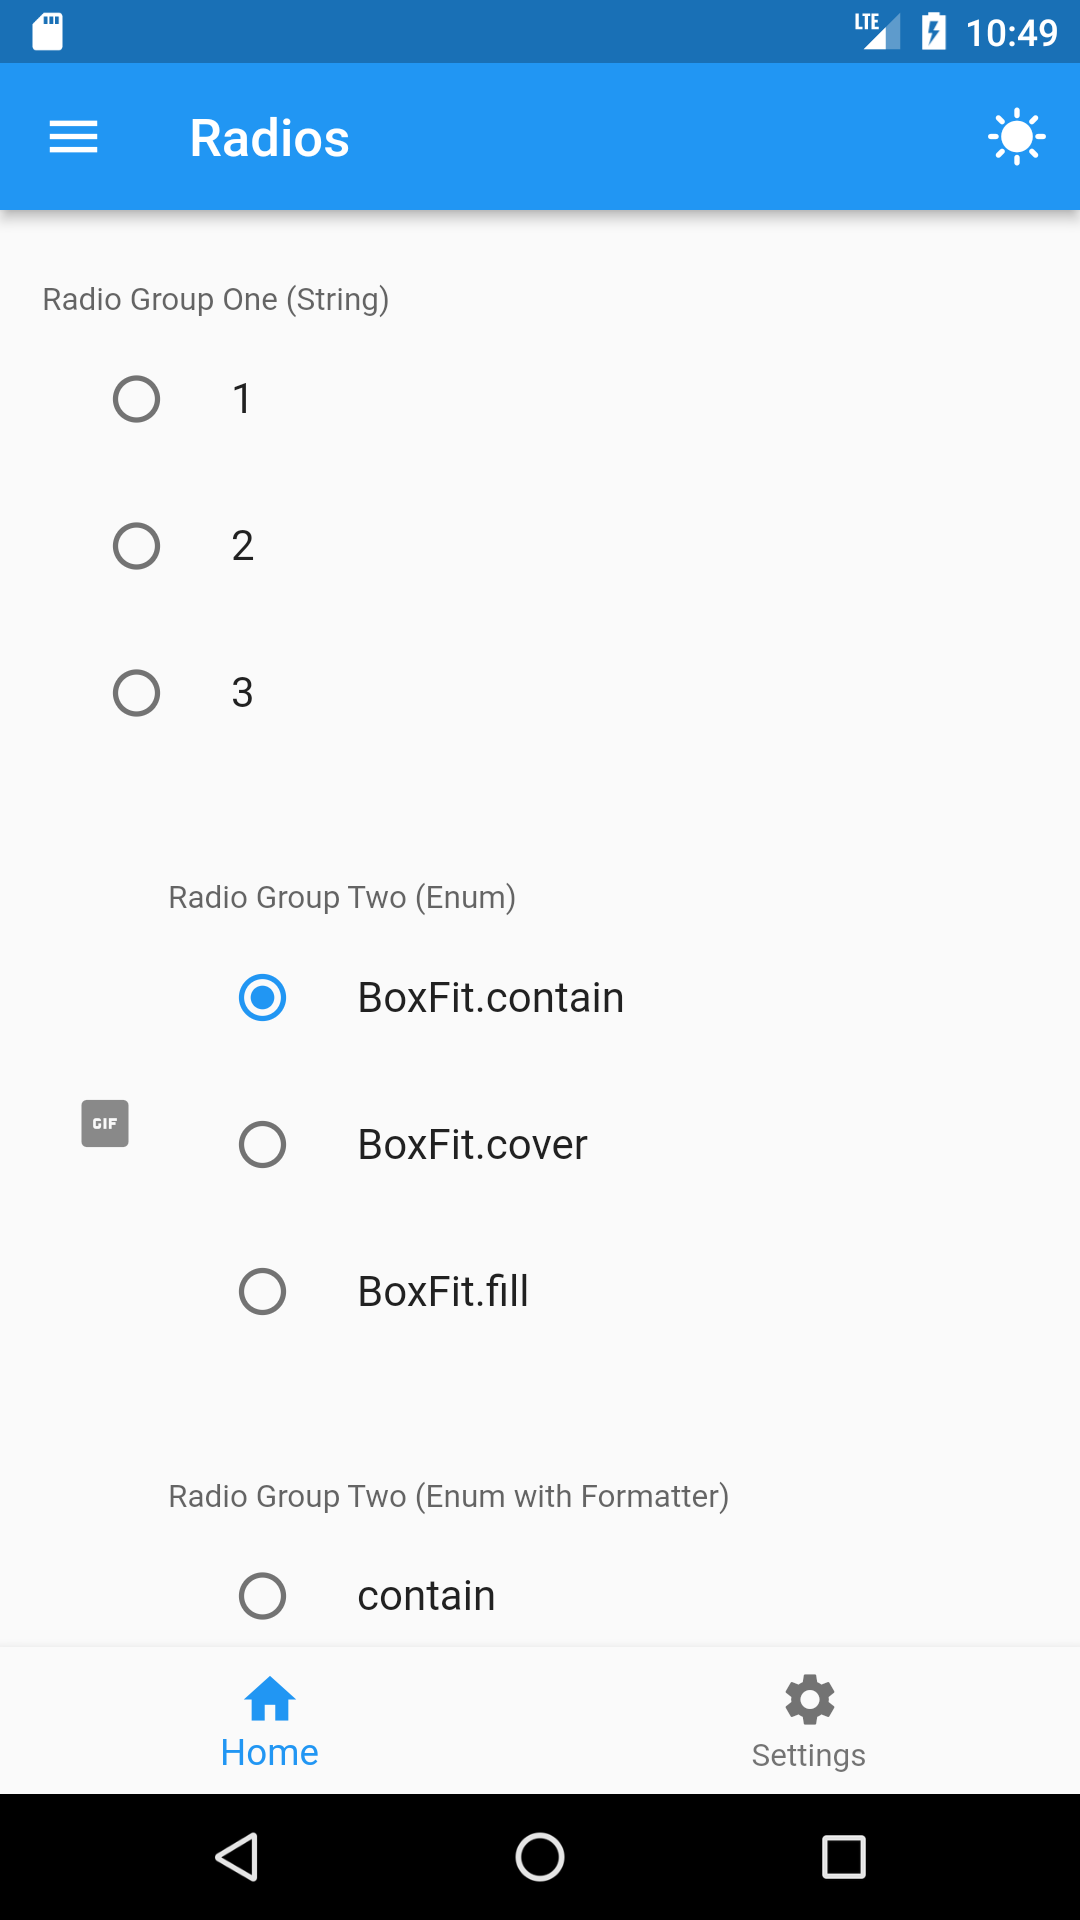 LTE 10:49
Radios
Radio Group One (String)
1
2
3
Radio Group Two (Enum)
BoxFit.contain
GIF
BoxFit.cover
BoxFit.fill
Radio Group Two (Enum with Formatter)
contain
Home
Settings